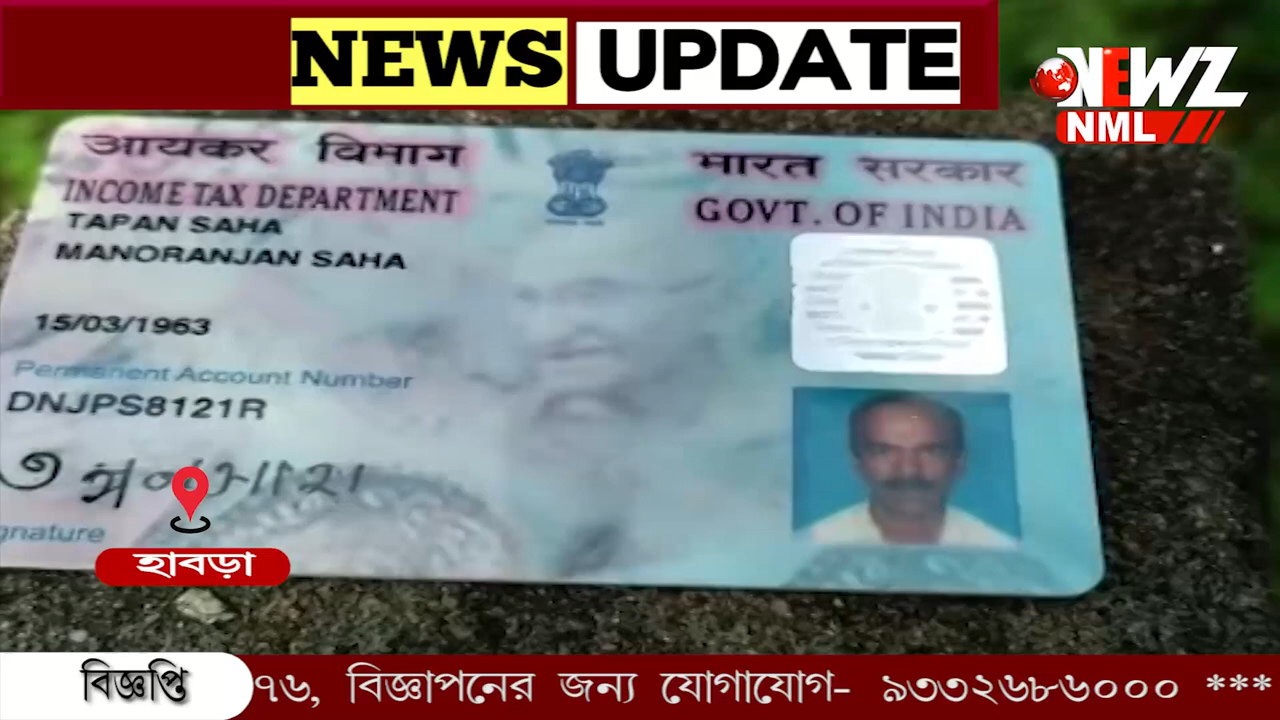 NEWS UPDATE
NEWZ
NML
आयकर विभाग
INCOME TAX DEPARTMENT
TAPAN SAHA
MANORANJAN SAHA
15/03/1963
Permanent Account Number
DNJPS8121R
भारत सरकार
GOVT. OF INDIA
হাবড়া
বিজ্ঞপ্তি
৭৬, বিজ্ঞাপনের জন্য যোগাযোগ- ৯৩৩২৬৮৬০০০ ***